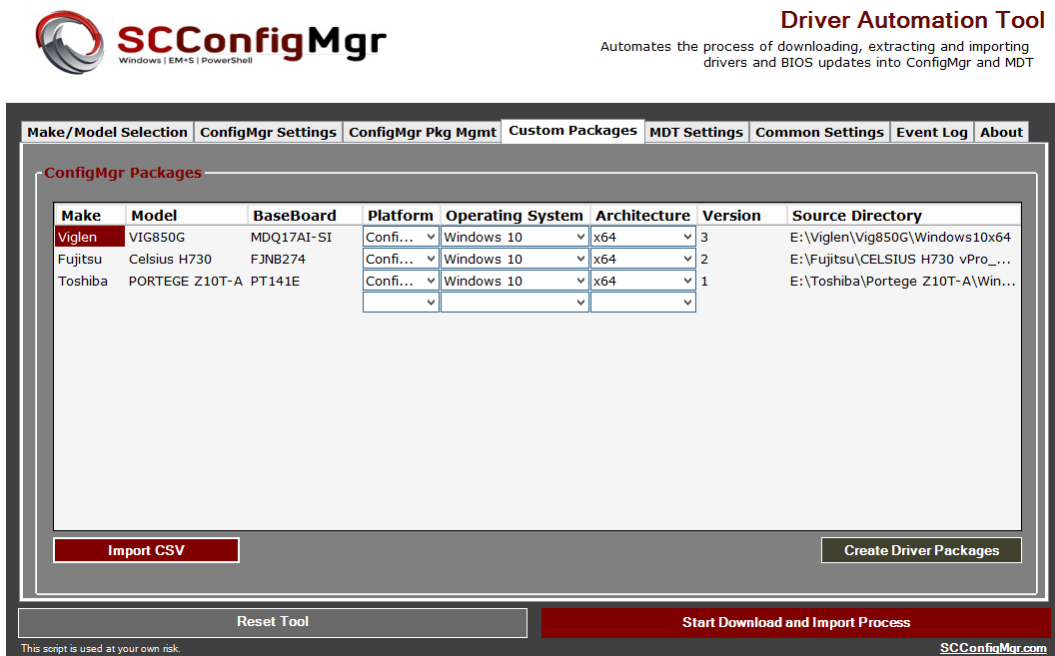 SCConfigMgr
Windows | EM+S | PowerShell
Driver Automation Tool
Automates the process of downloading, extracting and importing
drivers and BIOS updates into ConfigMgr and MDT
Make/Model Selection ConfigMgr Settings ConfigMgr Pkg Mgmt Custom Packages MDT Settings Common Settings Event Log About
ConfigMgr Packages
Make Model BaseBoard Platform Operating System Architecture Version Source Directory
Viglen VIG850G MDQ17AI-SI Confi... Windows 10 x64 3 E:\Viglen\Vig850G\Windows10x64
Fujitsu Celsius H730 FJNB274 Confi... Windows 10 x64 2 E:\Fujitsu\CELSIUS H730 vPro_...
Toshiba PORTEGE Z10T-A PT141E Confi... Windows 10 x64 1 E:\Toshiba\Portege Z10T-A\Win...
Import CSV Create Driver Packages
Reset Tool Start Download and Import Process
This script is used at your own risk. SCConfigMgr.com